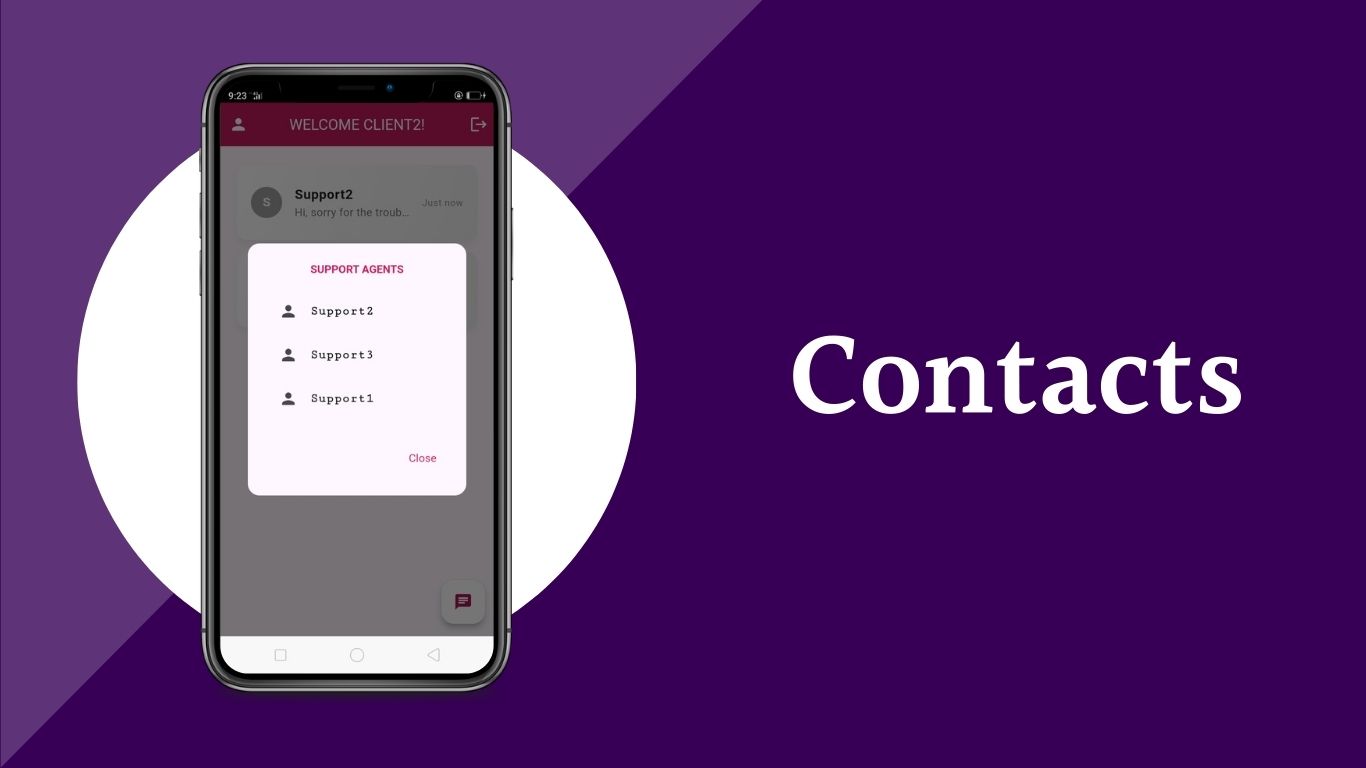 9:23
WELCOME CLIENT2!
S
Support2
Just now
Hi, sorry for the troub...
SUPPORT AGENTS
Support2
Support3
Support1
Close
Contacts